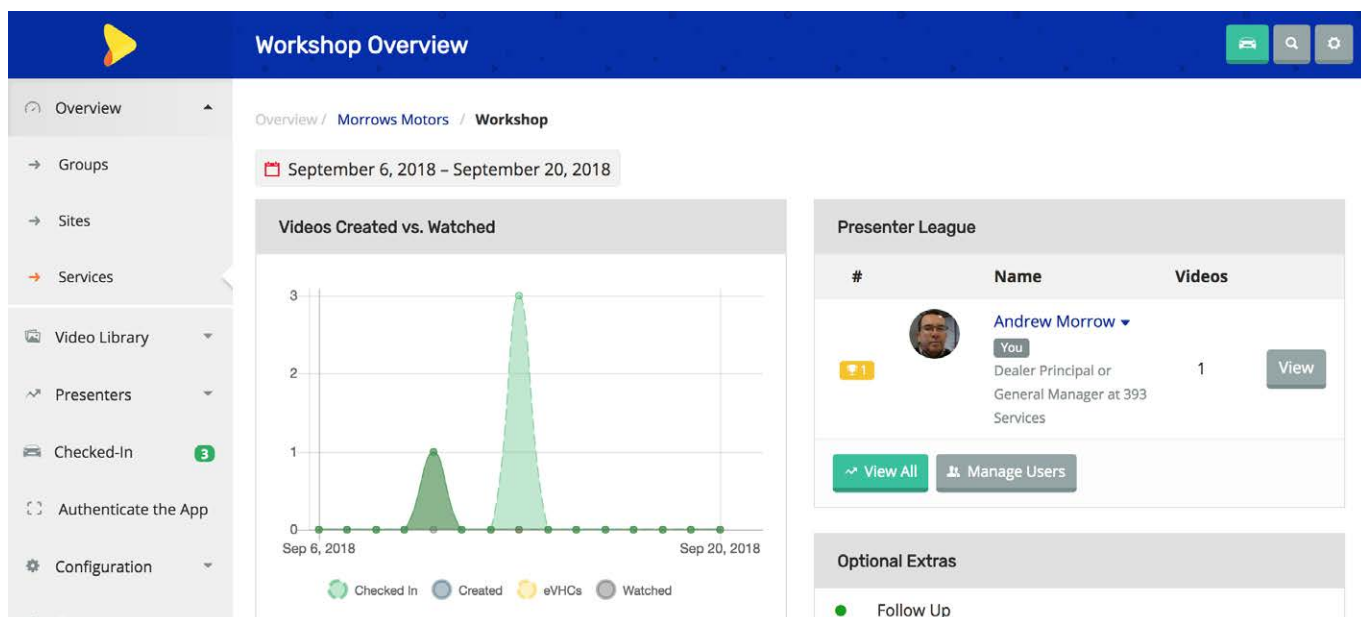 Workshop Overview
Overview
Groups
Sites
Services
Video Library
Presenters
Checked-In 3
Authenticate the App
Configuration
Overview / Morrows Motors / Workshop
September 6, 2018 – September 20, 2018
Videos Created vs. Watched
3
2
1
0
Sep 6, 2018 Sep 20, 2018
Checked In Created eVHCs Watched
Presenter League
# Name Videos
1
Andrew Morrow
You
Dealer Principal or
General Manager at 393
Services
1
View
View All Manage Users
Optional Extras
Follow Up